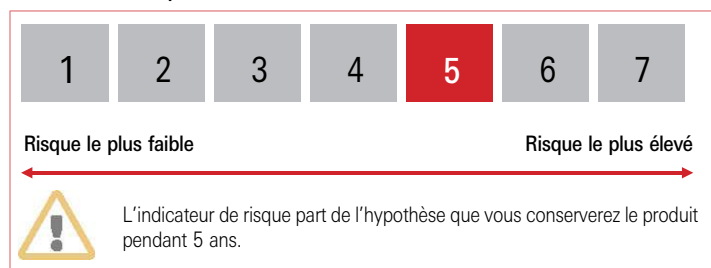 1 2 3 4 5 6 7
Risque le plus faible Risque le plus élevé
L'indicateur de risque part de l'hypothèse que vous conserverez le produit
pendant 5 ans.